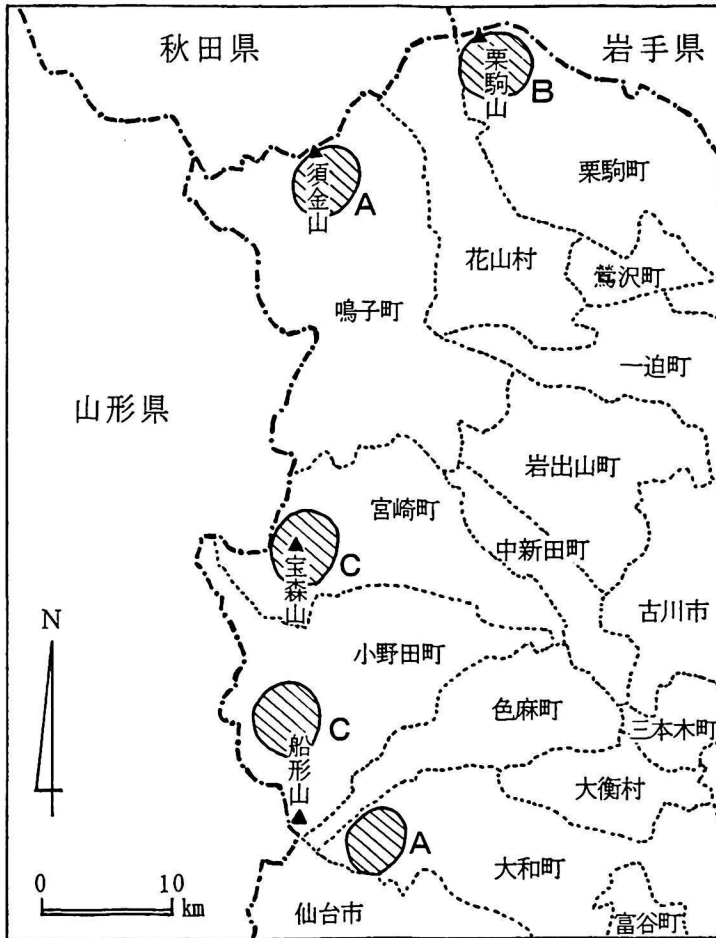 秋田県
岩手県
栗駒山
B
須金山
A
栗駒町
花山村
鶯沢町
鳴子町
一迫町
山形県
岩出山町
宮崎町
中新田町
宝森山
C
古川市
N
小野田町
色麻町
三本木町
C
船形山
大衡村
A
大和町
0 10
km
仙台市
富谷町